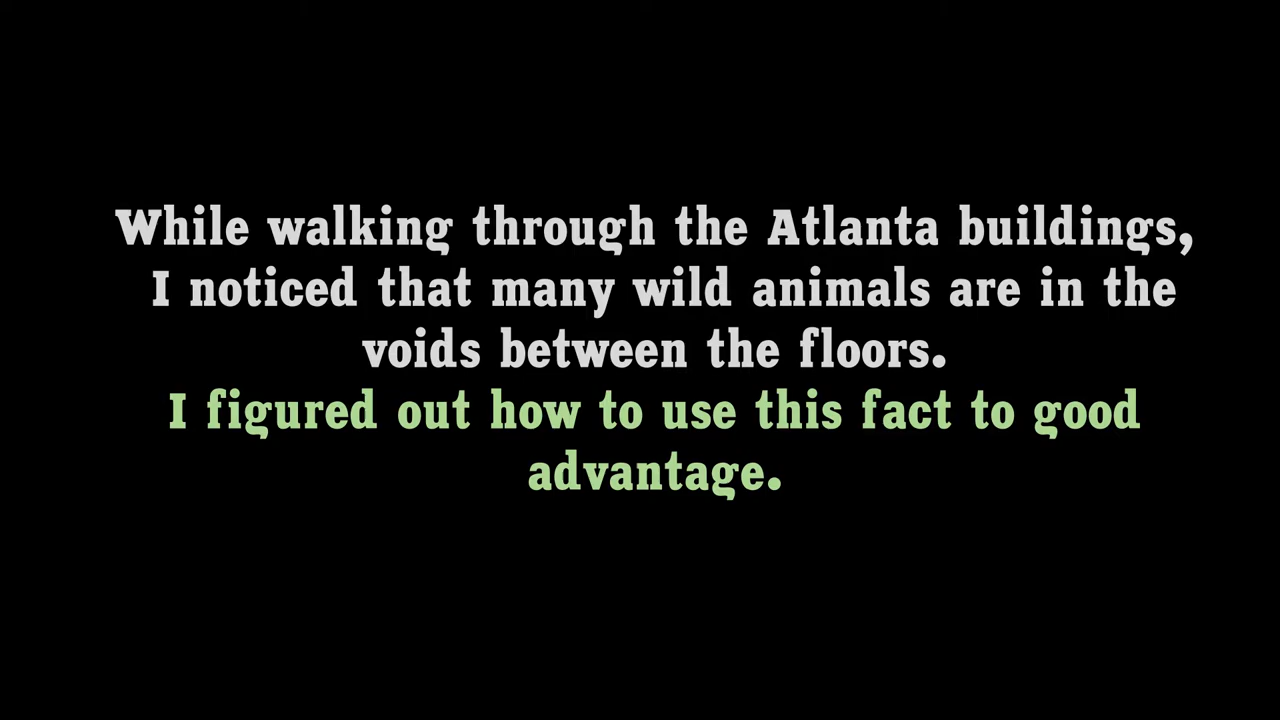 While walking through the Atlanta buildings,
I noticed that many wild animals are in the
voids between the floors.
I figured out how to use this fact to good
advantage.